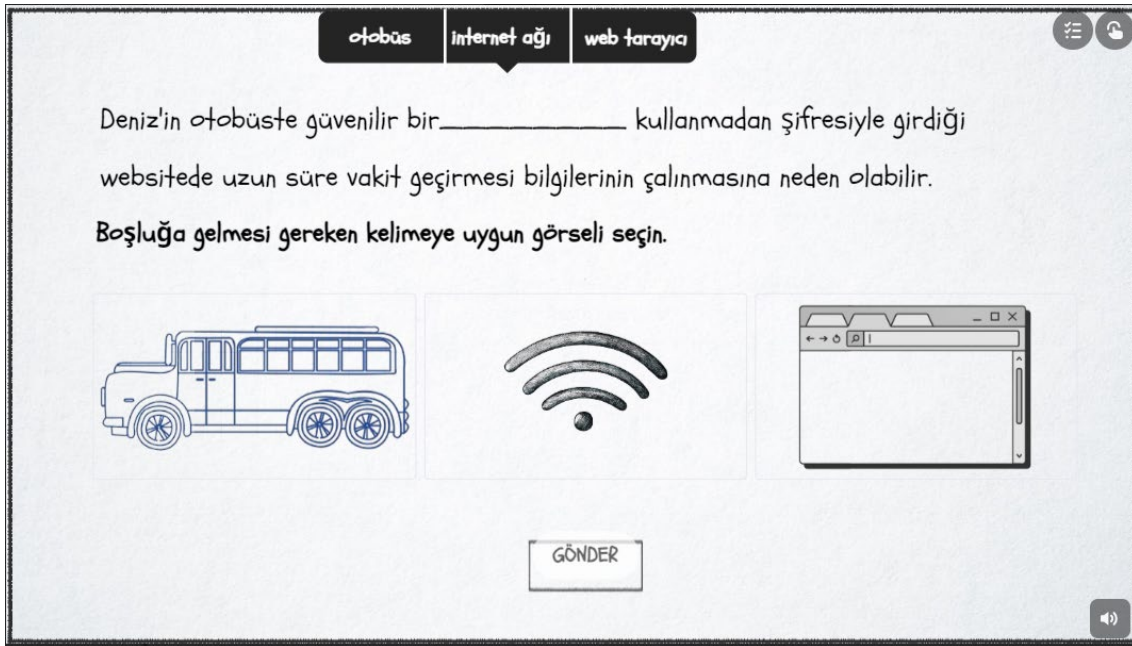 otobüs
internet ağı
web tarayıcı
Deniz'in otobüste güvenilir bir______________ kullanmadan şifresiyle girdiği
websitede uzun süre vakit geçirmesi bilgilerinin çalınmasına neden olabilir.
Boşluğa gelmesi gereken kelimeye uygun görseli seçin.
GÖNDER